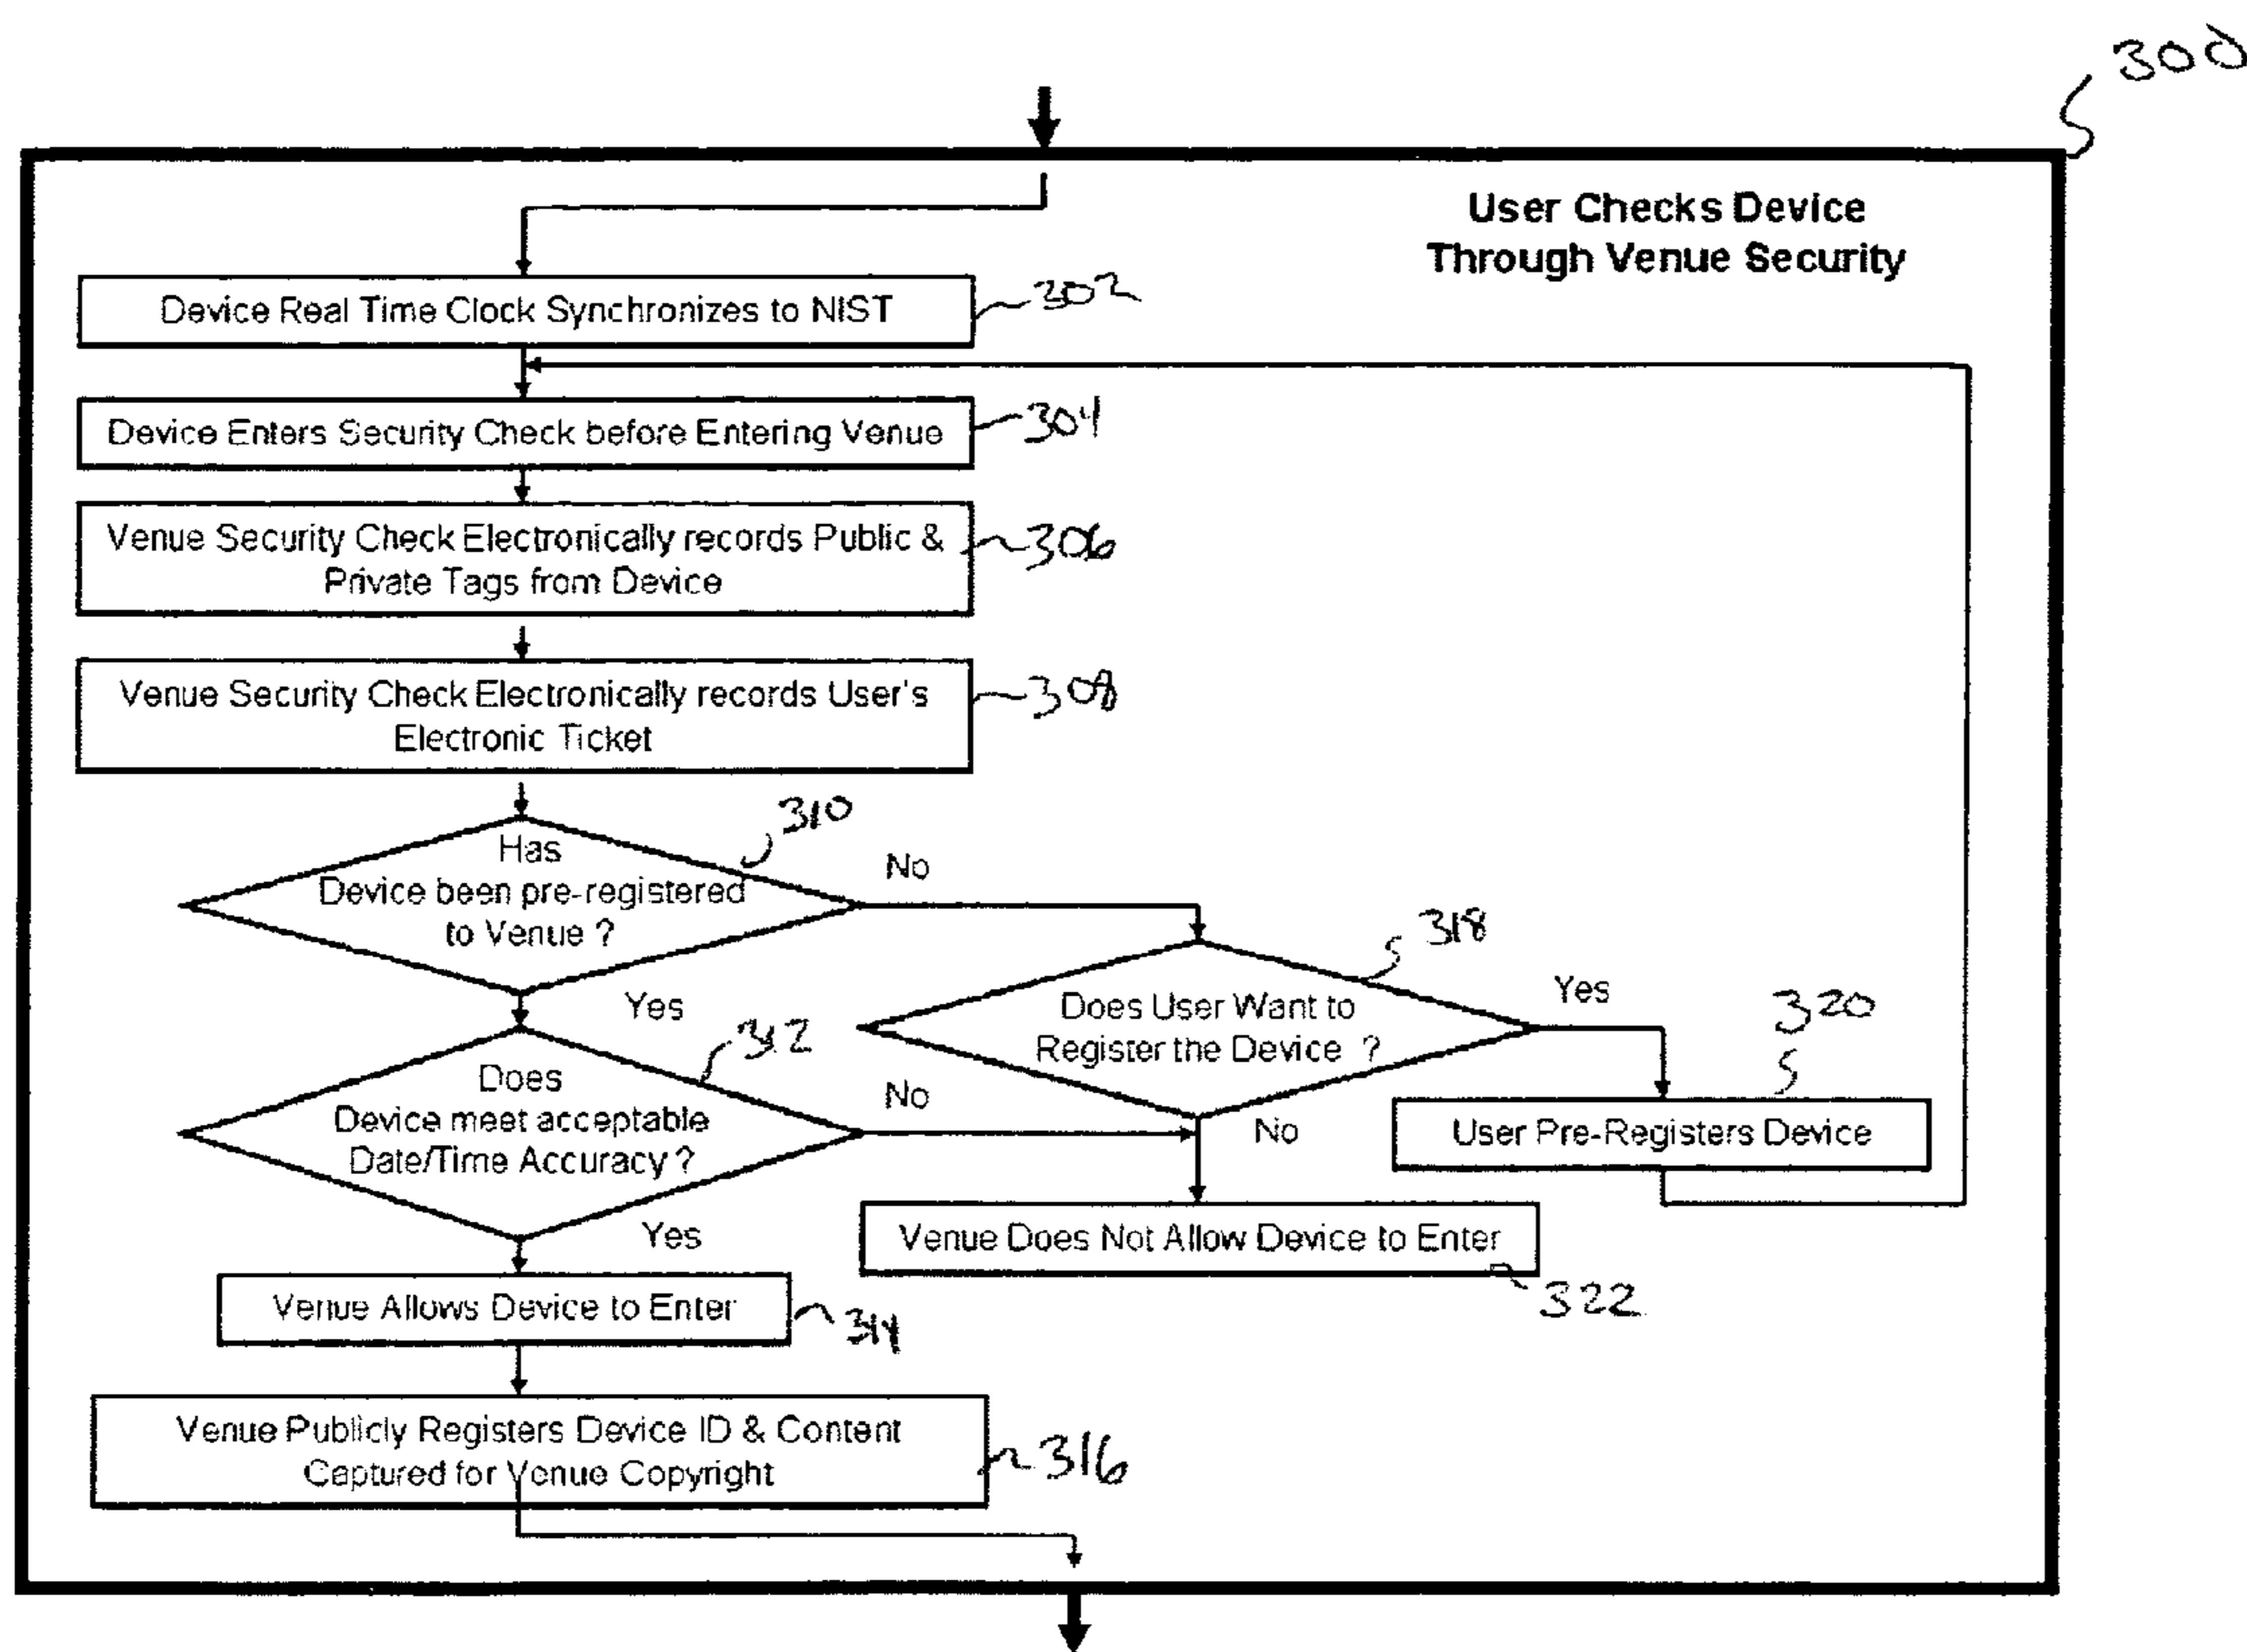 300
User Checks Device
Through Venue Security
Device Real Time Clock Synchronizes to NIST
302
Device Enters Security Check before Entering Venue
304
Venue Security Check Electronically records Public &
Private Tags from Device
306
Venue Security Check Electronically records User's
Electronic Ticket
308
Has
Device been pre-registered
to Venue ?
310
No
Yes
Does User Want to
Register the Device ?
318
Yes
No
320
User Pre-Registers Device
Does
Device meet acceptable
Date/Time Accuracy ?
312
No
Yes
Venue Does Not Allow Device to Enter
322
Venue Allows Device to Enter
314
Venue Publicly Registers Device ID & Content
Captured for Venue Copyright
316